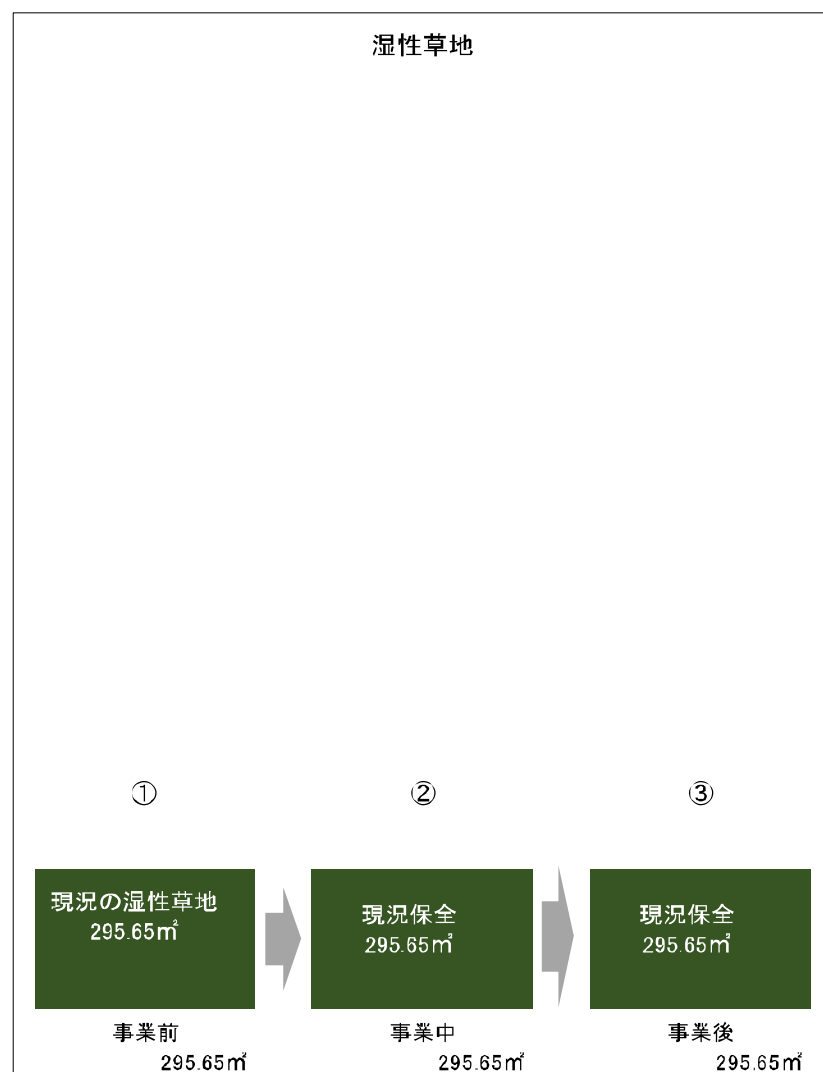 湿性草地
① ② ③
現況の湿性草地
295.65㎡
現況保全
295.65㎡
現況保全
295.65㎡
事業前 事業中 事業後
295.65㎡ 295.65㎡ 295.65㎡